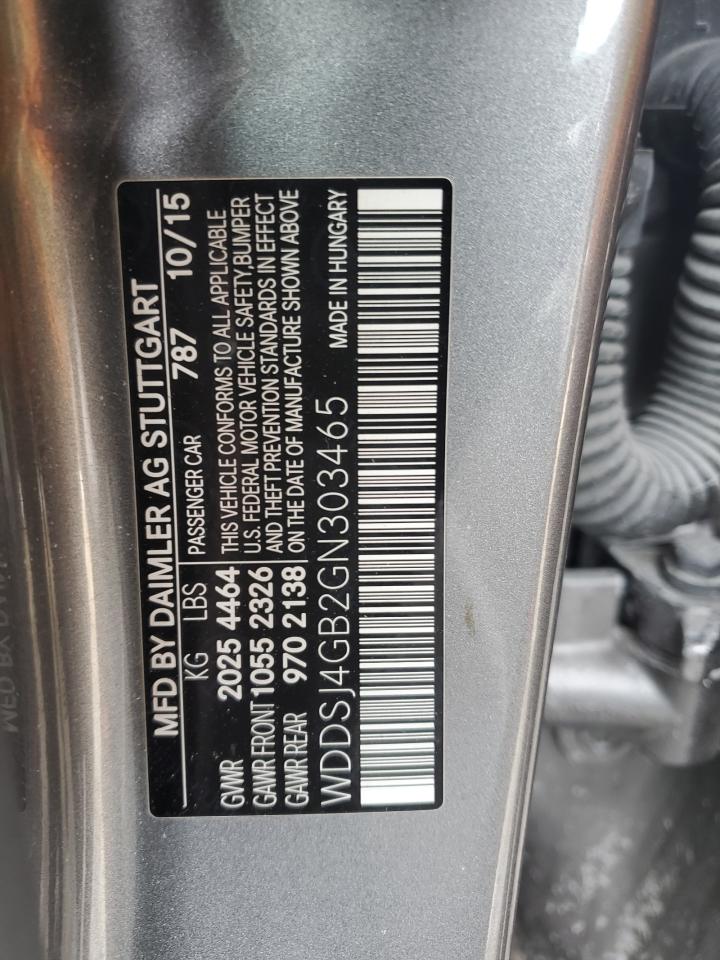 MFD BY DAIMLER AG STUTTGART
KG LBS PASSENGER CAR 787 10/15
GVWR 2025 4464 THIS VEHICLE CONFORMS TO ALL APPLICABLE
GAWR FRONT 1055 2326 U.S. FEDERAL MOTOR VEHICLE SAFETY, BUMPER
GAWR REAR 970 2138 AND THEFT PREVENTION STANDARDS IN EFFECT
ON THE DATE OF MANUFACTURE SHOWN ABOVE
WDDSJ4GB2GN303465 MADE IN HUNGARY